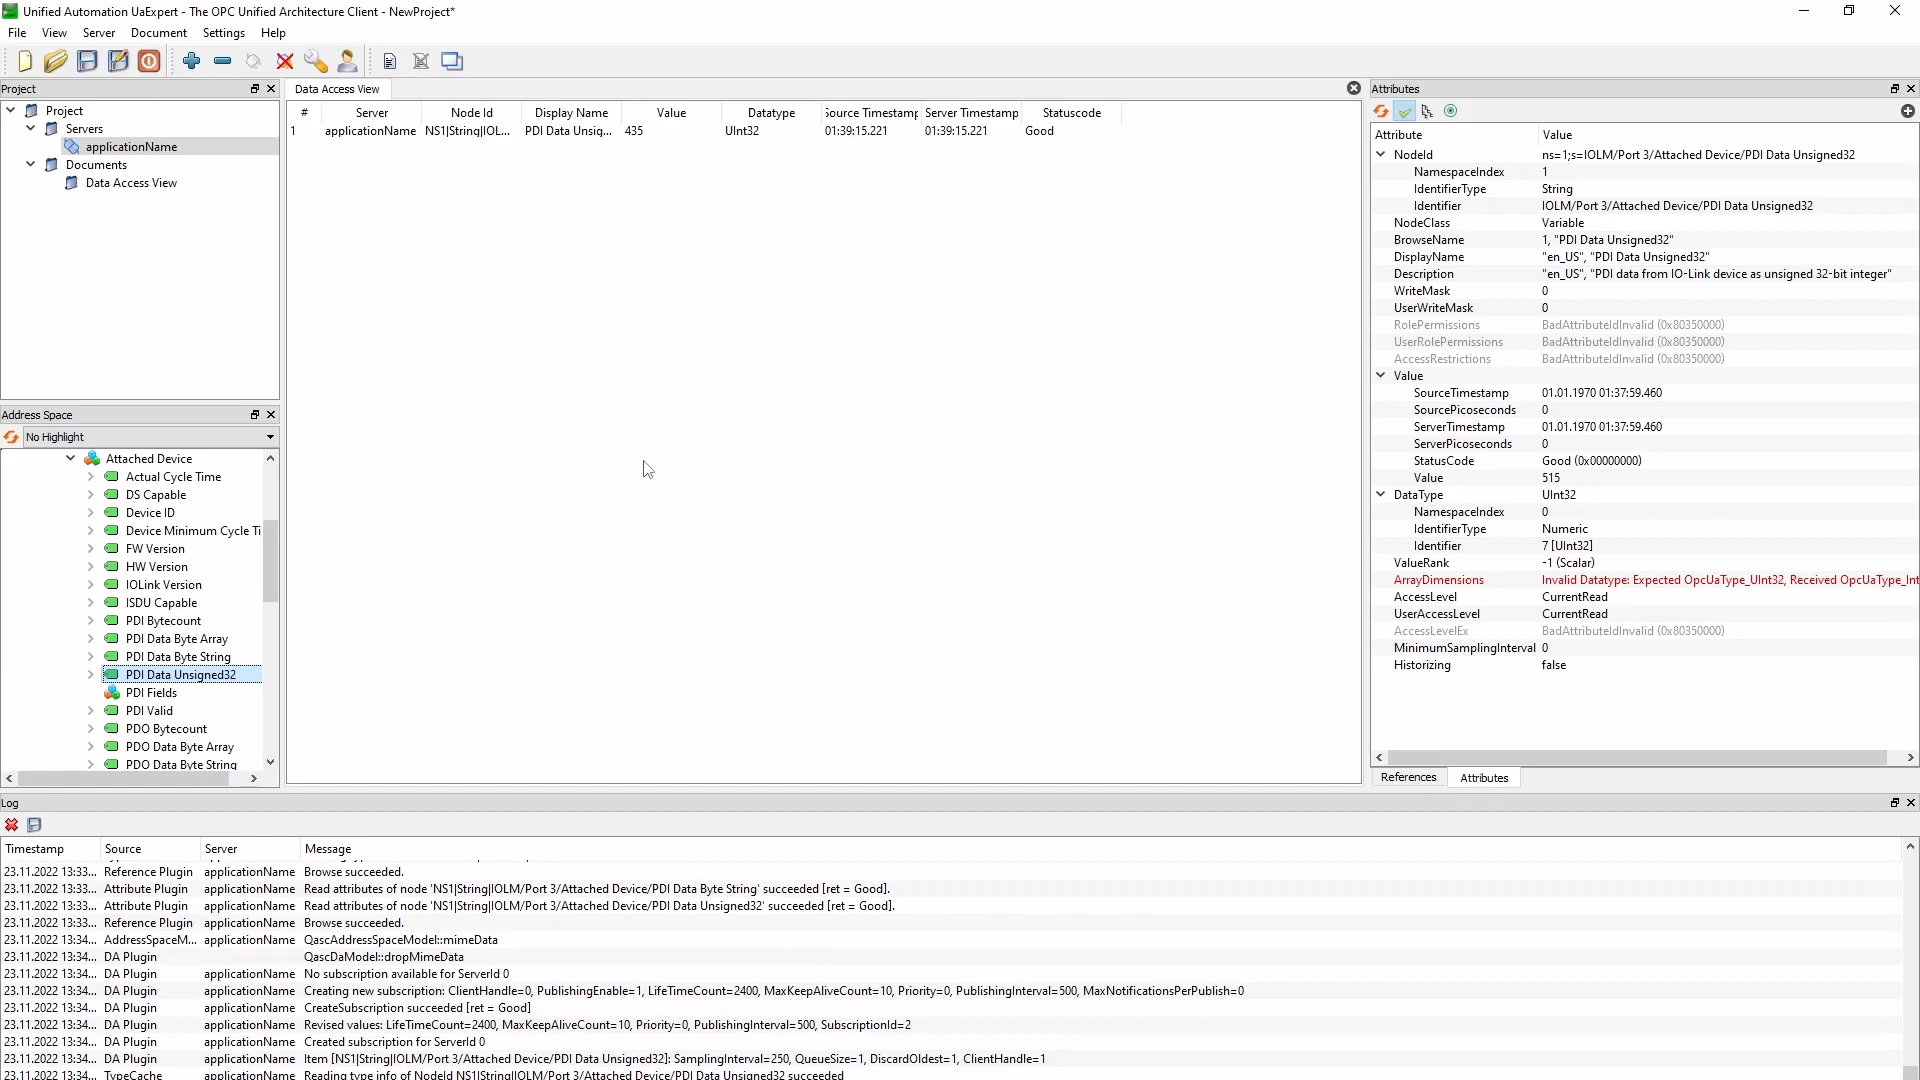 Unified Automation UaExpert - The OPC Unified Architecture Client - NewProject*
File View Server Document Settings Help
Project
Project
Servers
applicationName
Documents
Data Access View
Address Space
No Highlight
Attached Device
Actual Cycle Time
DS Capable
Device ID
Device Minimum Cycle Ti
FW Version
HW Version
IOLink Version
ISDU Capable
PDI Bytecount
PDI Data Byte Array
PDI Data Byte String
PDI Data Unsigned32
PDI Fields
PDI Valid
PDO Bytecount
PDO Data Byte Array
PDO Data Byte String
Data Access View
# Server Node Id Display Name Value Datatype Source Timestamp Server Timestamp Statuscode
1 applicationName NS1|String|IOL... PDI Data Unsig... 435 UInt32 01:39:15.221 01:39:15.221 Good
Attributes
Attribute Value
NodeId ns=1;s=IOLM/Port 3/Attached Device/PDI Data Unsigned32
NamespaceIndex 1
IdentifierType String
Identifier IOLM/Port 3/Attached Device/PDI Data Unsigned32
NodeClass Variable
BrowseName 1, "PDI Data Unsigned32"
DisplayName "en_US", "PDI Data Unsigned32"
Description "en_US", "PDI data from IO-Link device as unsigned 32-bit integer"
WriteMask 0
UserWriteMask 0
RolePermissions BadAttributeIdInvalid (0x80350000)
UserRolePermissions BadAttributeIdInvalid (0x80350000)
AccessRestrictions BadAttributeIdInvalid (0x80350000)
Value
SourceTimestamp 01.01.1970 01:37:59.460
SourcePicoseconds 0
ServerTimestamp 01.01.1970 01:37:59.460
ServerPicoseconds 0
StatusCode Good (0x00000000)
Value 515
DataType UInt32
NamespaceIndex 0
IdentifierType Numeric
Identifier 7 [UInt32]
ValueRank -1 (Scalar)
ArrayDimensions Invalid Datatype: Expected OpcUaType_UInt32, Received OpcUaType_Int
AccessLevel CurrentRead
UserAccessLevel CurrentRead
AccessLevelEx BadAttributeIdInvalid (0x80350000)
MinimumSamplingInterval 0
Historizing false
References Attributes
Log
Timestamp Source Server Message
23.11.2022 13:33... Reference Plugin applicationName Browse succeeded.
23.11.2022 13:33... Attribute Plugin applicationName Read attributes of node 'NS1|String|IOLM/Port 3/Attached Device/PDI Data Byte String' succeeded [ret = Good].
23.11.2022 13:33... Attribute Plugin applicationName Read attributes of node 'NS1|String|IOLM/Port 3/Attached Device/PDI Data Unsigned32' succeeded [ret = Good].
23.11.2022 13:33... Reference Plugin applicationName Browse succeeded.
23.11.2022 13:34... AddressSpaceM... applicationName QascAddressSpaceModel::mimeData
23.11.2022 13:34... DA Plugin QascDaModel::dropMimeData
23.11.2022 13:34... DA Plugin applicationName No subscription available for ServerId 0
23.11.2022 13:34... DA Plugin applicationName Creating new subscription: ClientHandle=0, PublishingEnable=1, LifeTimeCount=2400, MaxKeepAliveCount=10, Priority=0, PublishingInterval=500, MaxNotificationsPerPublish=0
23.11.2022 13:34... DA Plugin applicationName CreateSubscription succeeded [ret = Good]
23.11.2022 13:34... DA Plugin applicationName Revised values: LifeTimeCount=2400, MaxKeepAliveCount=10, Priority=0, PublishingInterval=500, SubscriptionId=2
23.11.2022 13:34... DA Plugin applicationName Created subscription for ServerId 0
23.11.2022 13:34... DA Plugin applicationName Item [NS1|String|IOLM/Port 3/Attached Device/PDI Data Unsigned32]: SamplingInterval=250, QueueSize=1, DiscardOldest=1, ClientHandle=1
23.11.2022 13:34... TypeCache applicationName Reading type info of NodeId NS1|String|IOLM/Port 3/Attached Device/PDI Data Unsigned32 succeeded